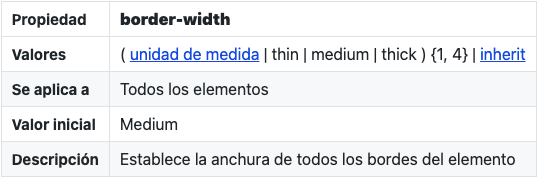 Propiedad border-width
Valores ( unidad de medida | thin | medium | thick ) {1, 4} | inherit
Se aplica a Todos los elementos
Valor inicial Medium
Descripción Establece la anchura de todos los bordes del elemento